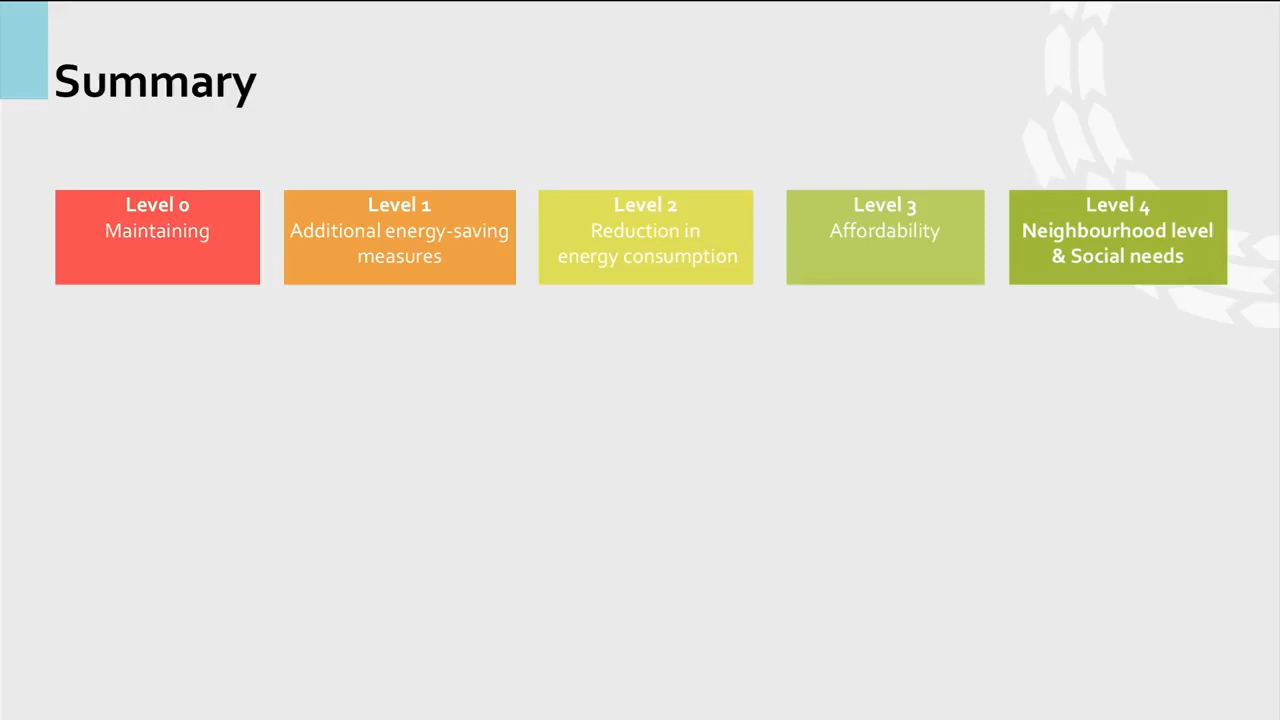 Summary
Level 0
Maintaining
Level 1
Additional energy-saving
measures
Level 2
Reduction in
energy consumption
Level 3
Affordability
Level 4
Neighbourhood level
& Social needs